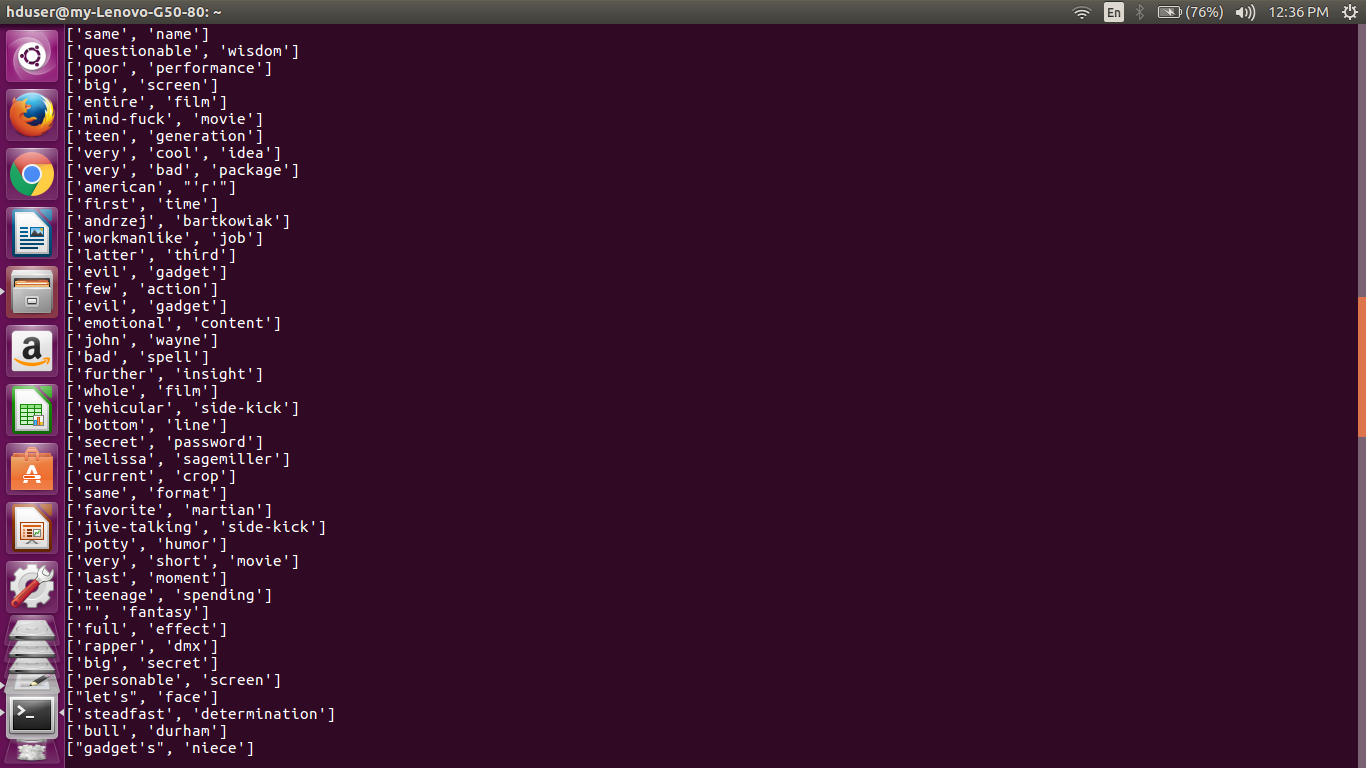 hduser@my-Lenovo-G50-80: ~
En
(76%)
12:36 PM
['same', 'name']
['questionable', 'wisdom']
['poor', 'performance']
['big', 'screen']
['entire', 'film']
['mind-fuck', 'movie']
['teen', 'generation']
['very', 'cool', 'idea']
['very', 'bad', 'package']
['american', "'r'"]
['first', 'time']
['andrzej', 'bartkowiak']
['workmanlike', 'job']
['latter', 'third']
['evil', 'gadget']
['few', 'action']
['evil', 'gadget']
['emotional', 'content']
['john', 'wayne']
['bad', 'spell']
['further', 'insight']
['whole', 'film']
['vehicular', 'side-kick']
['bottom', 'line']
['secret', 'password']
['melissa', 'sagemiller']
['current', 'crop']
['same', 'format']
['favorite', 'martian']
['jive-talking', 'side-kick']
['potty', 'humor']
['very', 'short', 'movie']
['last', 'moment']
['teenage', 'spending']
['"', 'fantasy']
['full', 'effect']
['rapper', 'dmx']
['big', 'secret']
['personable', 'screen']
["let's", 'face']
['steadfast', 'determination']
['bull', 'durham']
["gadget's", 'niece']